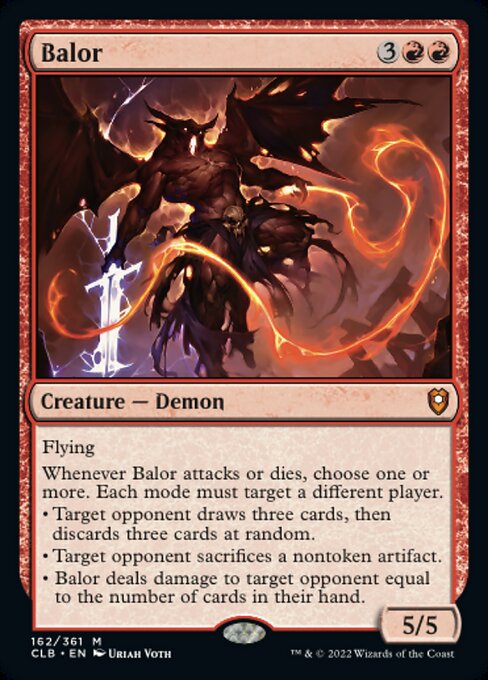 Balor 3
Creature — Demon
Flying
Whenever Balor attacks or dies, choose one or
more. Each mode must target a different player.
• Target opponent draws three cards, then
discards three cards at random.
• Target opponent sacrifices a nontoken artifact.
• Balor deals damage to target opponent equal
to the number of cards in their hand.
5/5
162/361 M
CLB • EN Uriah Voth
™ & © 2022 Wizards of the Coast